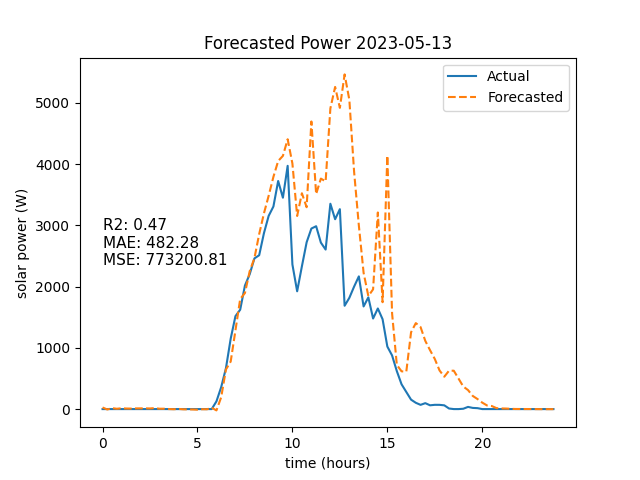 Forecasted Power 2023-05-13
Actual
Forecasted
5000
4000
3000
2000
1000
0
solar power (W)
R2: 0.47
MAE: 482.28
MSE: 773200.81
0
5
10
15
20
time (hours)